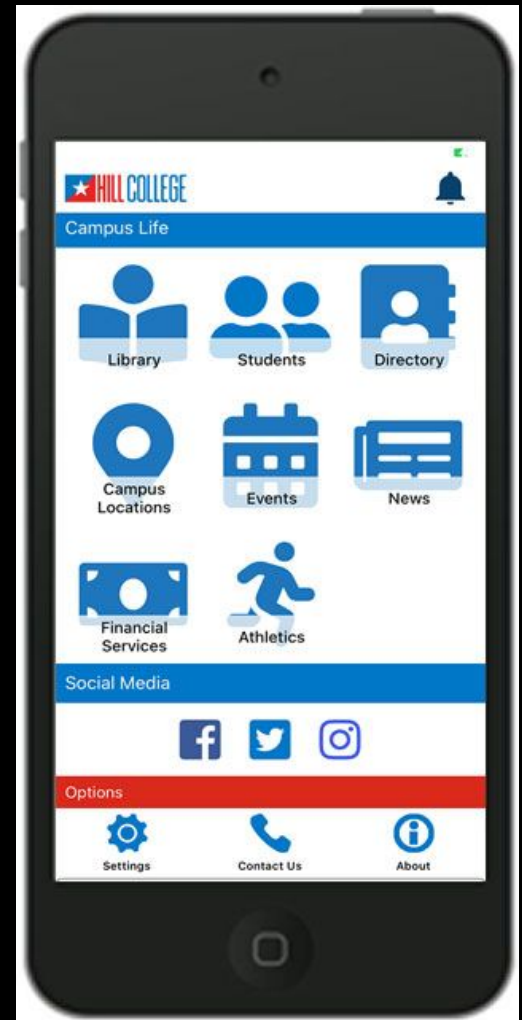 HILL COLLEGE
Campus Life
Library
Students
Directory
Campus
Locations
Events
News
Financial
Services
Athletics
Social Media
Options
Settings
Contact Us
About